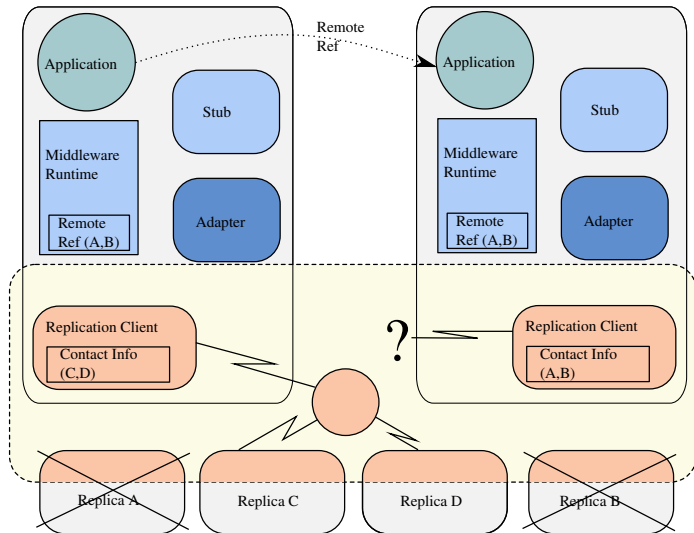 Remote
Ref
Application
Stub
Middleware
Runtime
Remote
Ref (A,B)
Adapter
Replication Client
Contact Info
(C,D)
Application
Stub
Middleware
Runtime
Remote
Ref (A,B)
Adapter
?
Replication Client
Contact Info
(A,B)
Replica A
Replica C
Replica D
Replica B